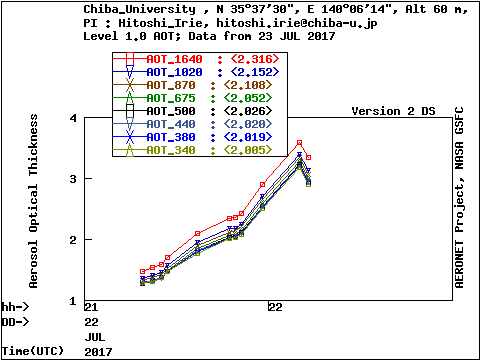 Chiba_University , N 35°37'30", E 140°06'14", Alt 60 m,
PI : Hitoshi_Irie, hitoshi.irie@chiba-u.jp
Level 1.0 AOT; Data from 23 JUL 2017
AOT_1640 : <2.316>
AOT_1020 : <2.152>
AOT_870 : <2.108>
AOT_675 : <2.052>
AOT_500 : <2.026>
AOT_440 : <2.020>
AOT_380 : <2.019>
AOT_340 : <2.005>
Version 2 DS
4
3
2
1
Aerosol Optical Thickness
AERONET Project, NASA GSFC
hh-> 21 22
DD-> 22
JUL
Time(UTC) 2017